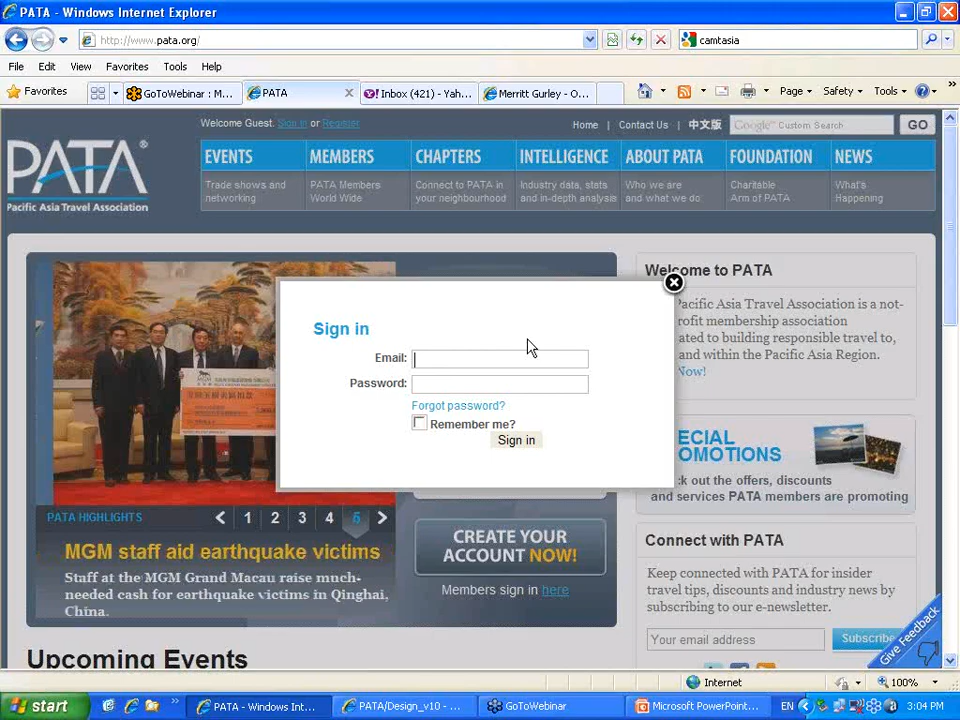 PATA - Windows Internet Explorer
http://www.pata.org/
camtasia
File Edit View Favorites Tools Help
Favorites
GoToWebinar : M...
PATA
Inbox (421) - Yah...
Merritt Gurley - O...
Page Safety Tools
Welcome Guest. Sign in or Register
Home | Contact Us | 中文版
Google™ Custom Search
GO
PATA®
Pacific Asia Travel Association
EVENTS MEMBERS CHAPTERS INTELLIGENCE ABOUT PATA FOUNDATION NEWS
Trade shows and networking
PATA Members World Wide
Connect to PATA in your neighbourhood
Industry data, stats and in-depth analysis
Who we are and what we do
Charitable Arm of PATA
What's Happening
Sign in
Email:
Password:
Forgot password?
Remember me?
Sign in
PATA HIGHLIGHTS
1 2 3 4 5
MGM staff aid earthquake victims
Staff at the MGM Grand Macau raise much-
needed cash for earthquake victims in Qinghai,
China.
CREATE YOUR
ACCOUNT NOW!
Members sign in here
Upcoming Events
Welcome to PATA
Pacific Asia Travel Association is a not-
rofit membership association
ated to building responsible travel to,
and within the Pacific Asia Region.
Now!
ECIAL
OMOTIONS
ck out the offers, discounts
and services PATA members are promoting
Connect with PATA
Keep connected with PATA for insider
travel tips, discounts and industry news by
subscribing to our e-newsletter.
Your email address
Subscribe
Give Feedback
Internet
100%
start
PATA - Windows Int...
PATA/Design_v10 - ...
GoToWebinar
Microsoft PowerPoint...
EN
3:04 PM